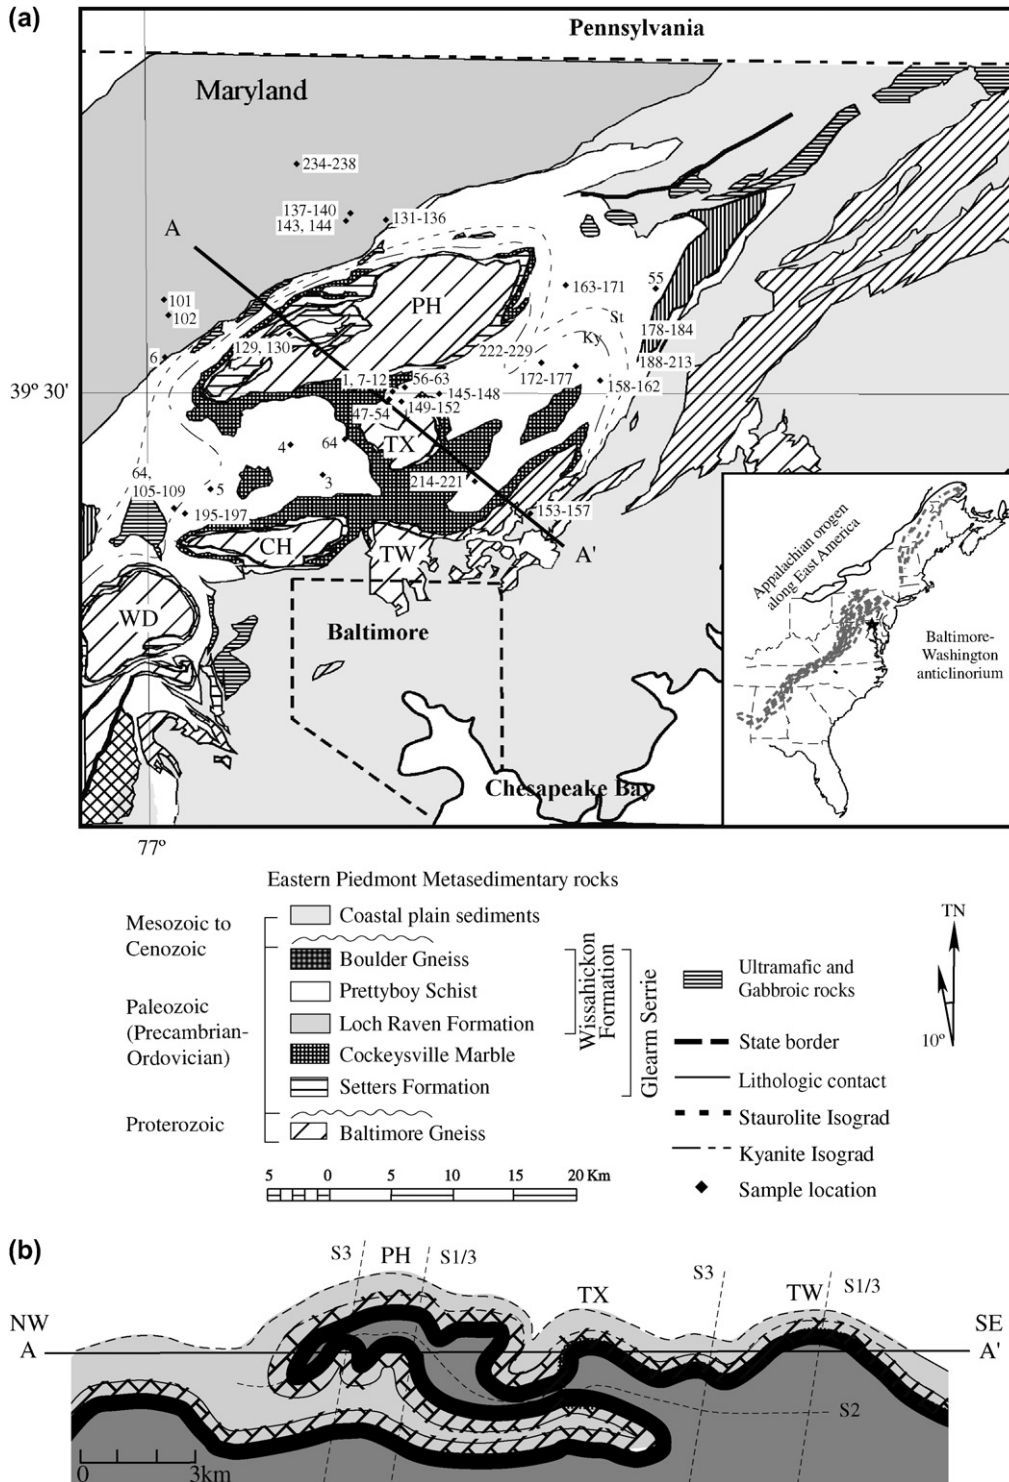 (a)
Pennsylvania
Maryland
234-238
137-140
143, 144
131-136
A
101
102
6
129, 130
PH
163-171
55
St
Ky
178-184
188-213
222-229
172-177
158-162
39º 30'
1, 7-12
56-63
145-148
47-54
149-152
TX
4
64
3
214-221
64,
105-109
5
195-197
153-157
A'
CH
TW
WD
Baltimore
Chesapeake Bay
Appalachian orogen
along East America
Baltimore-
Washington
anticlinorium
77º
Eastern Piedmont Metasedimentary rocks
Mesozoic to
Cenozoic
Paleozoic
(Precambrian-
Ordovician)
Proterozoic
Coastal plain sediments
Boulder Gneiss
Prettyboy Schist
Loch Raven Formation
Cockeysville Marble
Setters Formation
Baltimore Gneiss
Wissahickon
Formation
Glearm Serrie
Ultramafic and
Gabbroic rocks
State border
Lithologic contact
Staurolite Isograd
Kyanite Isograd
Sample location
TN
10º
5 0 5 10 15 20 Km
(b)
S3 PH S1/3
TX
S3 TW S1/3
NW
A
SE
A'
S2
0 3km